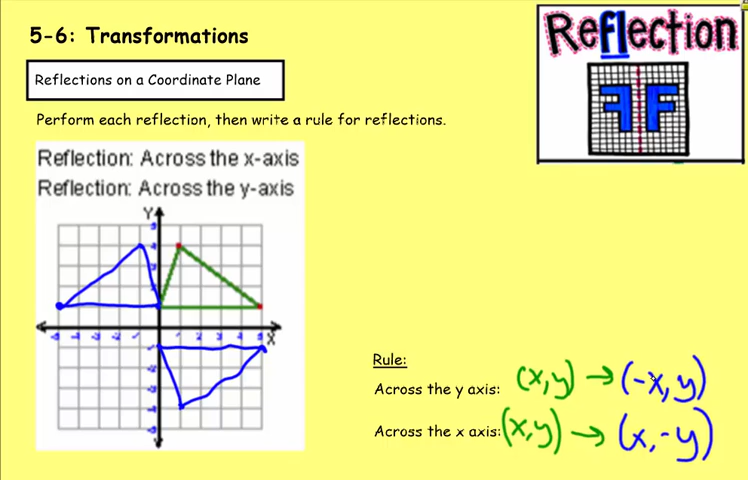 5-6: Transformations
Reflection
Reflections on a Coordinate Plane
Perform each reflection, then write a rule for reflections.
F F
Reflection: Across the x-axis
Reflection: Across the y-axis
Y
X
Rule:
Across the y axis: (x,y) → (-x, y)
Across the x axis: (x,y) → (x,-y)